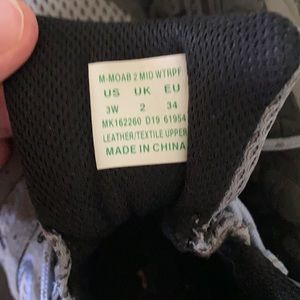 M-MOAB 2 MID WTRPF
US UK EU
3W 2 34
MK162260 D19 61954
LEATHER/TEXTILE UPPER
MADE IN CHINA